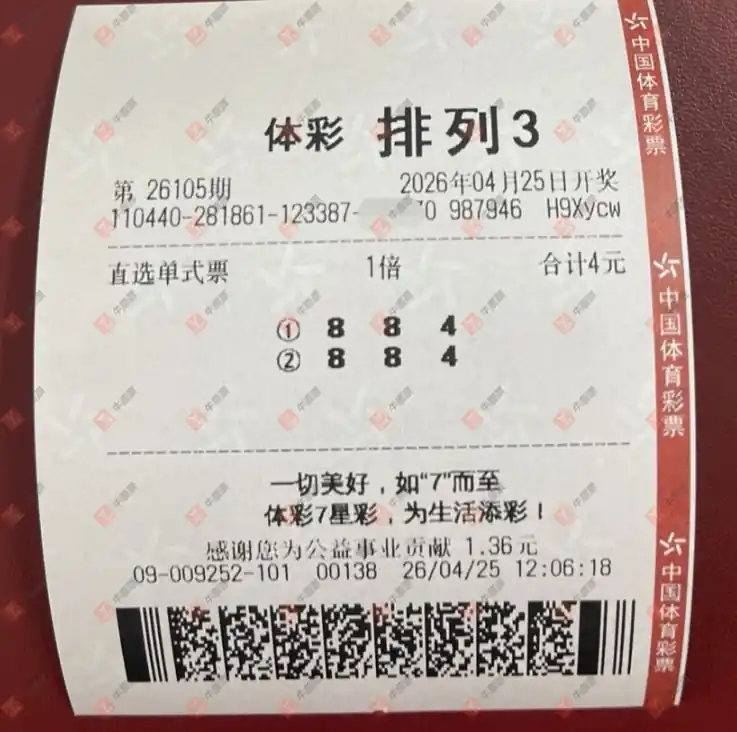 体彩 排列3
第 26105期 2026年04月25日开奖
110440-281861-123387- 0 987946 H9Xycw
直选单式票 1倍 合计4元
① 8 8 4
② 8 8 4
一切美好，如“7”而至
体彩7星彩，为生活添彩！
感谢您为公益事业贡献 1.36元
09-009252-101 00138 26/04/25 12:06:18
中国体育彩票
中国体育彩票
中国体育彩票